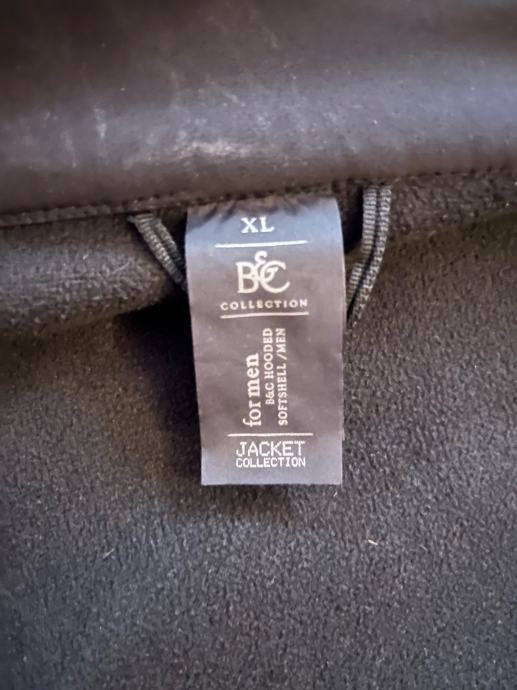 XL
B&C
COLLECTION
for men
B&C HOODED
SOFTSHELL /MEN
JACKET
COLLECTION